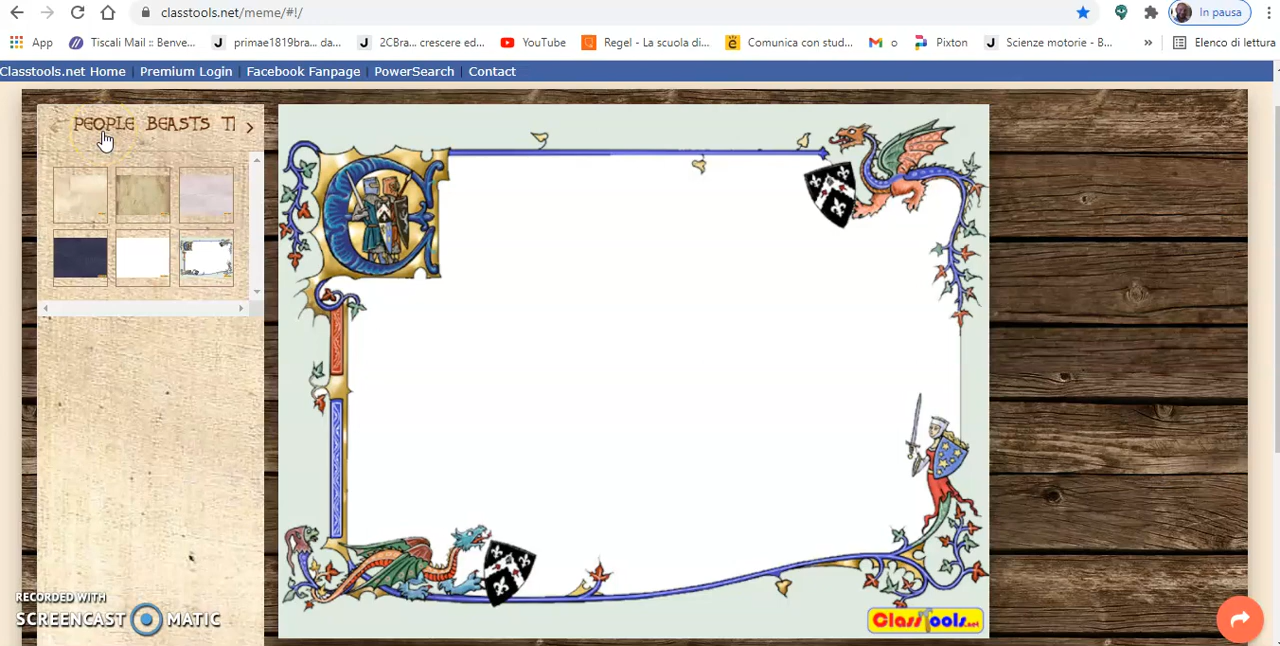 classtools.net/meme/#!/
In pausa
App
Tiscali Mail :: Benve...
primae1819bra... da...
2CBra... crescere ed...
YouTube
Regel - La scuola di...
Comunica con stud...
o
Pixton
Scienze motorie - B...
»
Elenco di lettura
Classtools.net Home | Premium Login | Facebook Fanpage | PowerSearch | Contact
PEOPLE BEASTS
RECORDED WITH
SCREENCAST MATIC
ClassTools.net